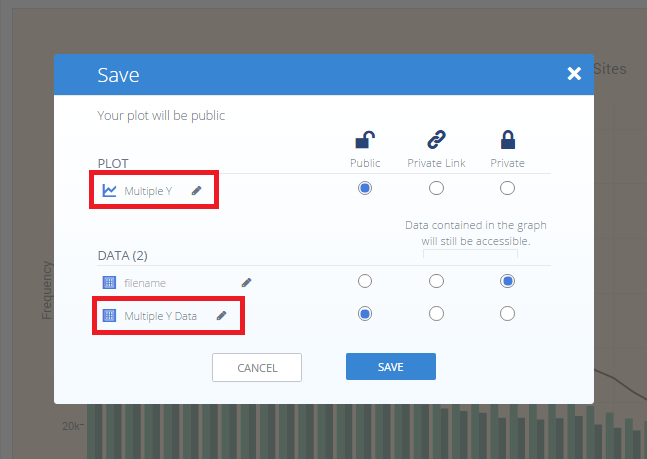 Sites
Save
Your plot will be public
PLOT
Public
Private Link
Private
Multiple Y
Data contained in the graph
will still be accessible.
DATA (2)
filename
Multiple Y Data
CANCEL
SAVE
Frequency
20k